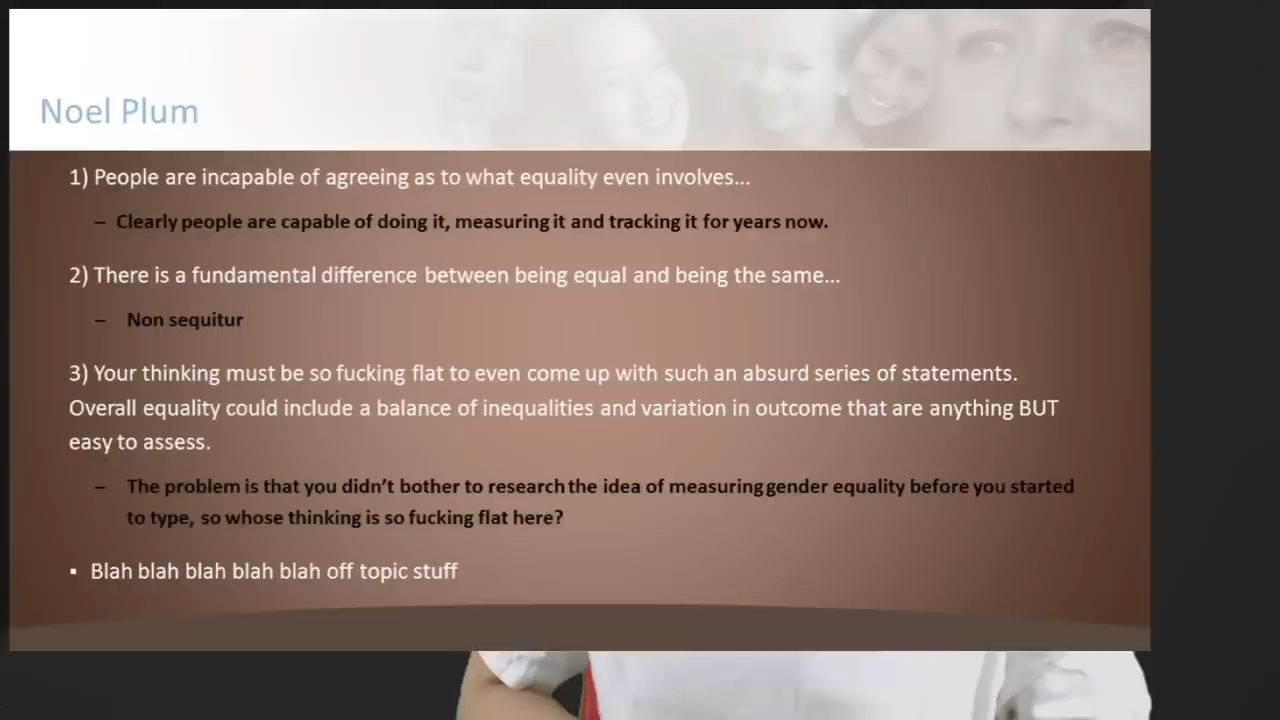 Noel Plum
1) People are incapable of agreeing as to what equality even involves...
– Clearly people are capable of doing it, measuring it and tracking it for years now.
2) There is a fundamental difference between being equal and being the same...
– Non sequitur
3) Your thinking must be so fucking flat to even come up with such an absurd series of statements.
Overall equality could include a balance of inequalities and variation in outcome that are anything BUT
easy to assess.
– The problem is that you didn't bother to research the idea of measuring gender equality before you started
to type, so whose thinking is so fucking flat here?
▪ Blah blah blah blah blah off topic stuff